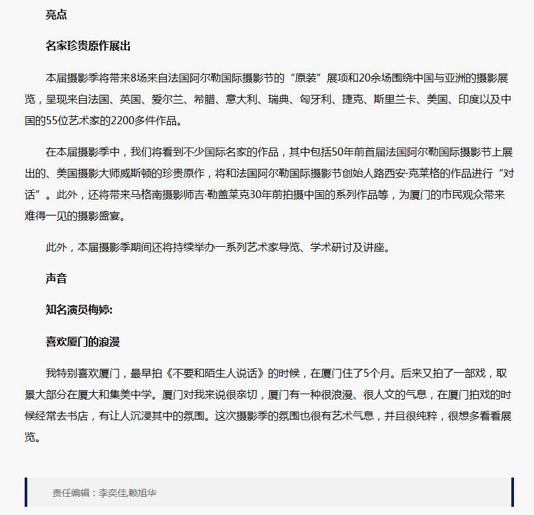 亮点
名家珍贵原作展出
本届摄影季将带来8场来自法国阿尔勒国际摄影节的“原装”展项和20余场围绕中国与亚洲的摄影展
览，呈现来自法国、英国、爱尔兰、希腊、意大利、瑞典、匈牙利、捷克、斯里兰卡、美国、印度以及中
国的55位艺术家的2200多件作品。
在本届摄影季中，我们将看到不少国际名家的作品，其中包括50年前首届法国阿尔勒国际摄影节上展
出的、美国摄影大师威斯顿的珍贵原作，将和法国阿尔勒国际摄影节创始人路西安·克莱格的作品进行“对
话”。此外，还将带来马格南摄影师吉·勒盖莱克30年前拍摄中国的系列作品等，为厦门的市民观众带来
难得一见的摄影盛宴。
此外，本届摄影季期间还将持续举办一系列艺术家导览、学术研讨及讲座。
声音
知名演员梅婷:
喜欢厦门的浪漫
我特别喜欢厦门，最早拍《不要和陌生人说话》的时候，在厦门住了5个月。后来又拍了一部戏，取
景大部分在厦大和集美中学。厦门对我来说很亲切，厦门有一种很浪漫、很人文的气息，在厦门拍戏的时
候经常去书店，有让人沉浸其中的氛围。这次摄影季的氛围也很有艺术气息，并且很纯粹，很想多看看展
览。
责任编辑：李奕佳,赖旭华